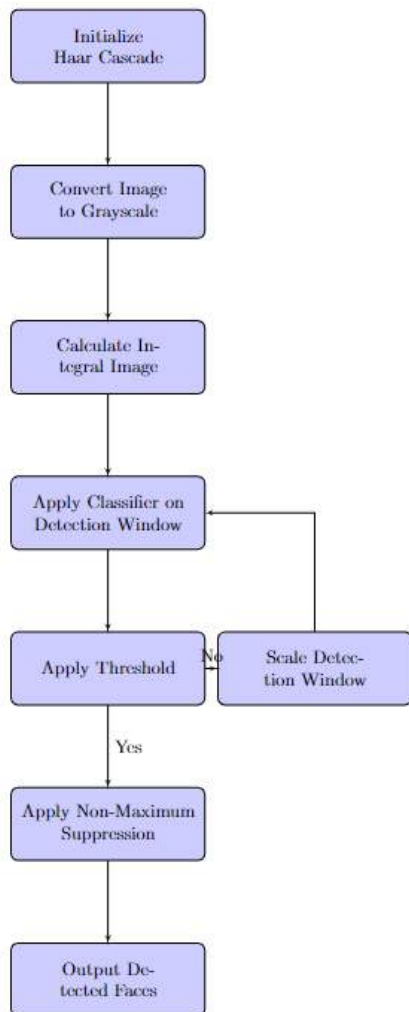 Initialize
Haar Cascade
Convert Image
to Grayscale
Calculate In-
tegral Image
Apply Classifier on
Detection Window
Apply Threshold
No
Scale Detec-
tion Window
Yes
Apply Non-Maximum
Suppression
Output De-
tected Faces